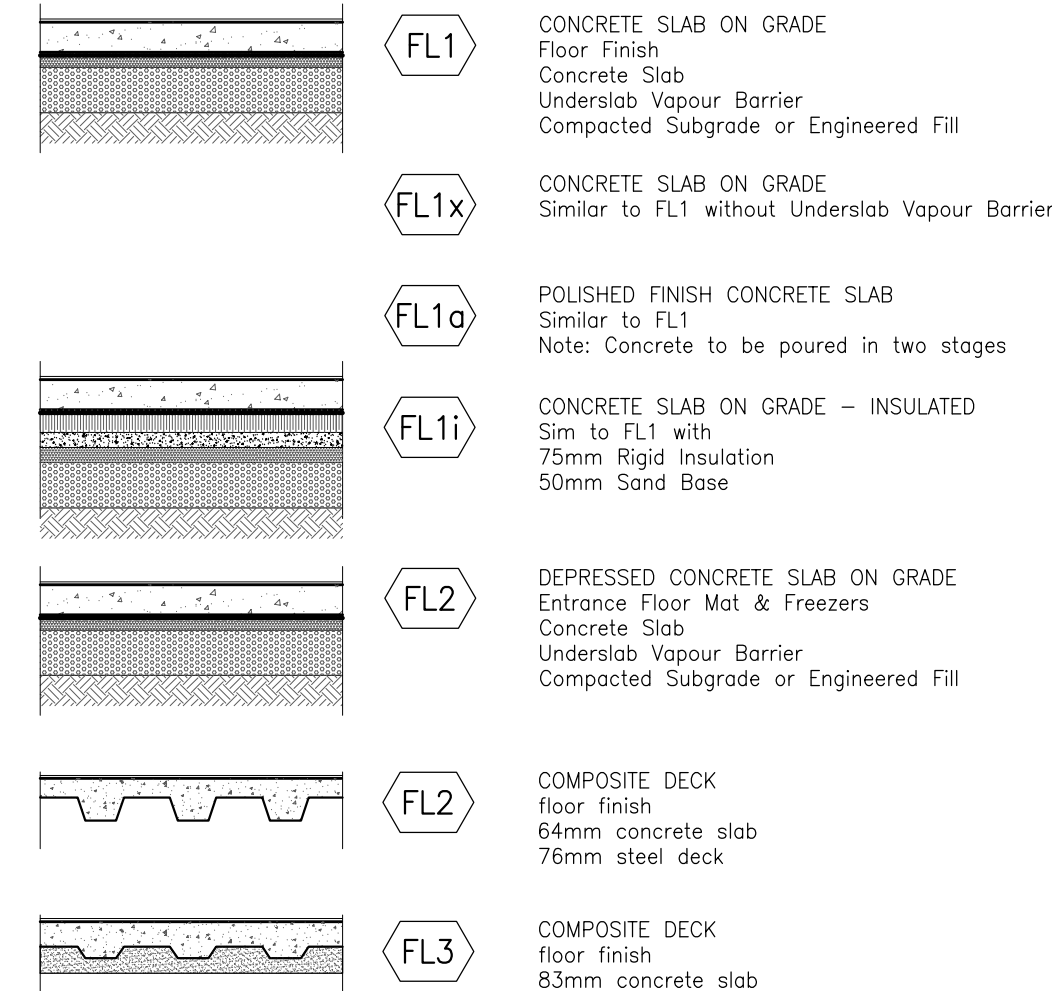 FL1
CONCRETE SLAB ON GRADE
Floor Finish
Concrete Slab
Underslab Vapour Barrier
Compacted Subgrade or Engineered Fill
FL1x
CONCRETE SLAB ON GRADE
Similar to FL1 without Underslab Vapour Barrier
FL1a
POLISHED FINISH CONCRETE SLAB
Similar to FL1
Note: Concrete to be poured in two stages
FL1i
CONCRETE SLAB ON GRADE – INSULATED
Sim to FL1 with
75mm Rigid Insulation
50mm Sand Base
FL2
DEPRESSED CONCRETE SLAB ON GRADE
Entrance Floor Mat & Freezers
Concrete Slab
Underslab Vapour Barrier
Compacted Subgrade or Engineered Fill
FL2
COMPOSITE DECK
floor finish
64mm concrete slab
76mm steel deck
FL3
COMPOSITE DECK
floor finish
83mm concrete slab